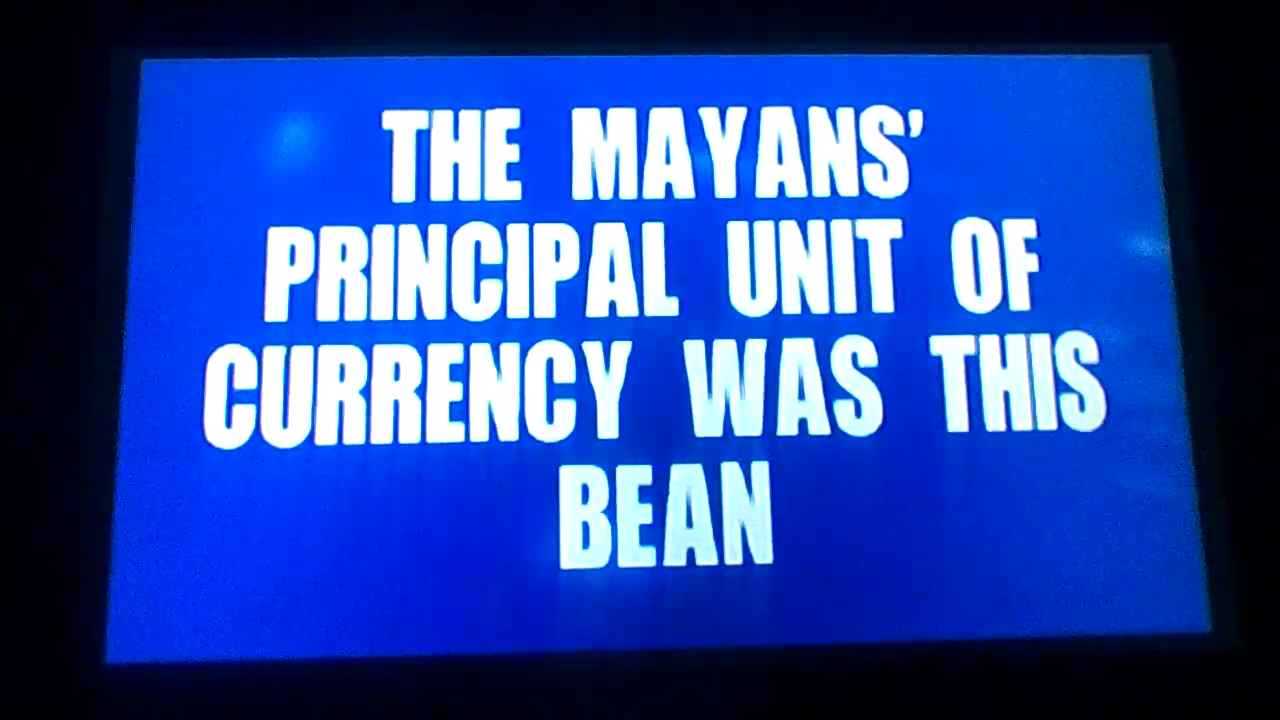 THE MAYANS'
PRINCIPAL UNIT OF
CURRENCY WAS THIS
BEAN